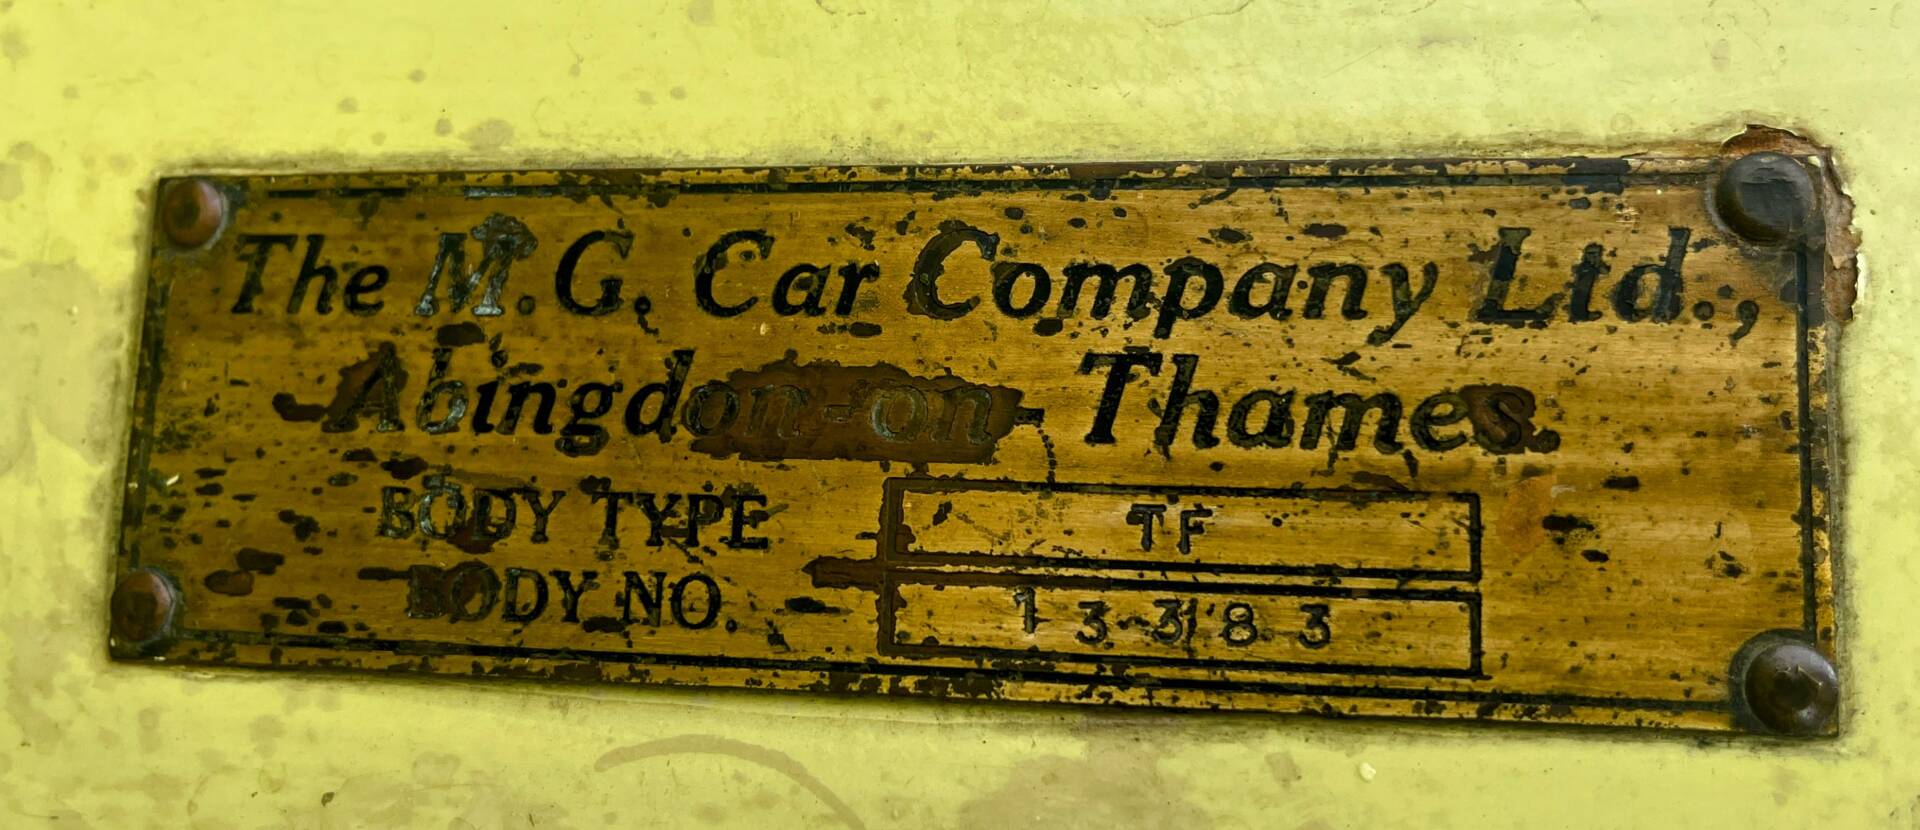 The M.G. Car Company Ltd.,
Abingdon-on-Thames.
BODY TYPE TF
BODY NO. 13383